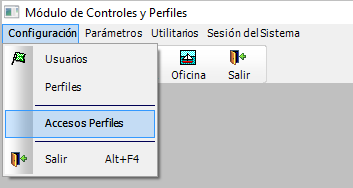 Módulo de Controles y Perfiles
Configuración Parámetros Utilitarios Sesión del Sistema
Usuarios
Perfiles
Accesos Perfiles
Salir Alt+F4
Oficina Salir